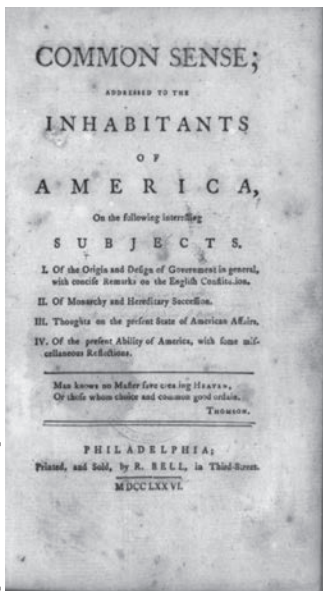 COMMON SENSE;
ADDRESSED TO THE
INHABITANTS
OF
AMERICA,
On the following interesting
SUBJECTS.
I. Of the Origin and Design of Government in general,
with concise Remarks on the English Constitution.
II. Of Monarchy and Hereditary Succession.
III. Thoughts on the present State of American Affairs.
IV. Of the present Ability of America, with some mis-
cellaneous Reflections.
Man knows no Master save creating HEAVEN,
Or those whom choice and common good ordain.
THOMSON.
PHILADELPHIA;
Printed, and Sold, by R. BELL, in Third-Street.
MDCCLXXVI.